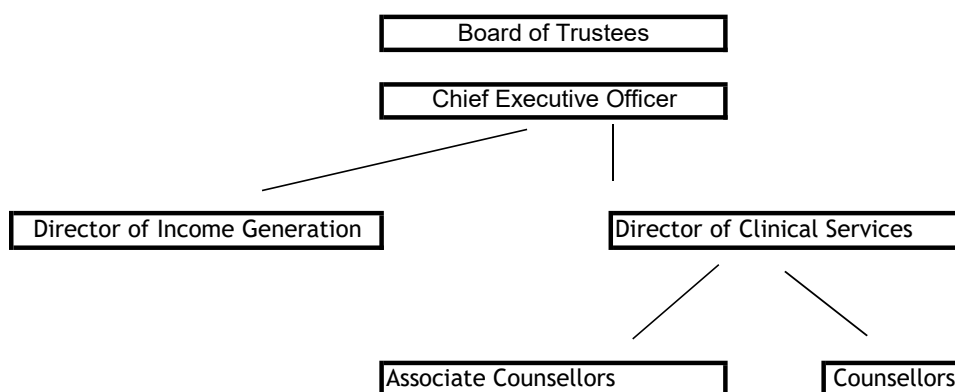 Board of Trustees
Chief Executive Officer
Director of Income Generation
Director of Clinical Services
Associate Counsellors
Counsellors